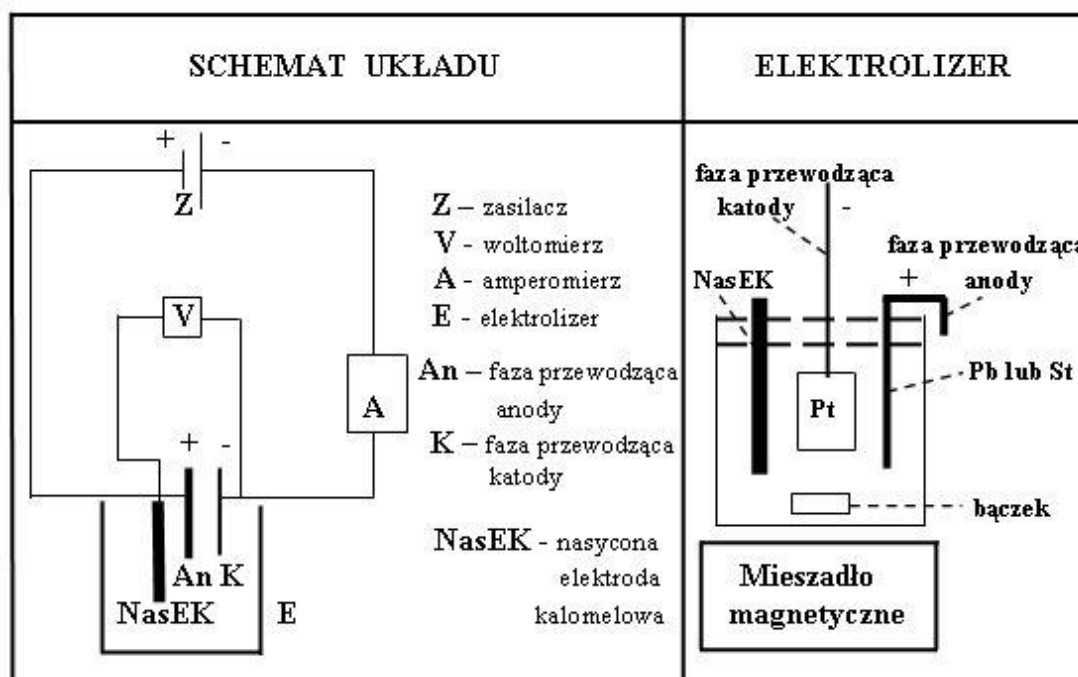 SCHEMAT UKŁADU
+ -
Z
V
+ -
A
An K
NasEK
E
Z – zasilacz
V - woltomierz
A - amperomierz
E - elektrolizer
An – faza przewodząca
anody
K – faza przewodząca
katody
NasEK - nasycona
elektroda
kalomelowa
ELEKTROLIZER
faza przewodząca
katody
-
faza przewodząca
anody
+
NasEK
Pt
Pb lub St
bączek
Mieszadło
magnetyczne